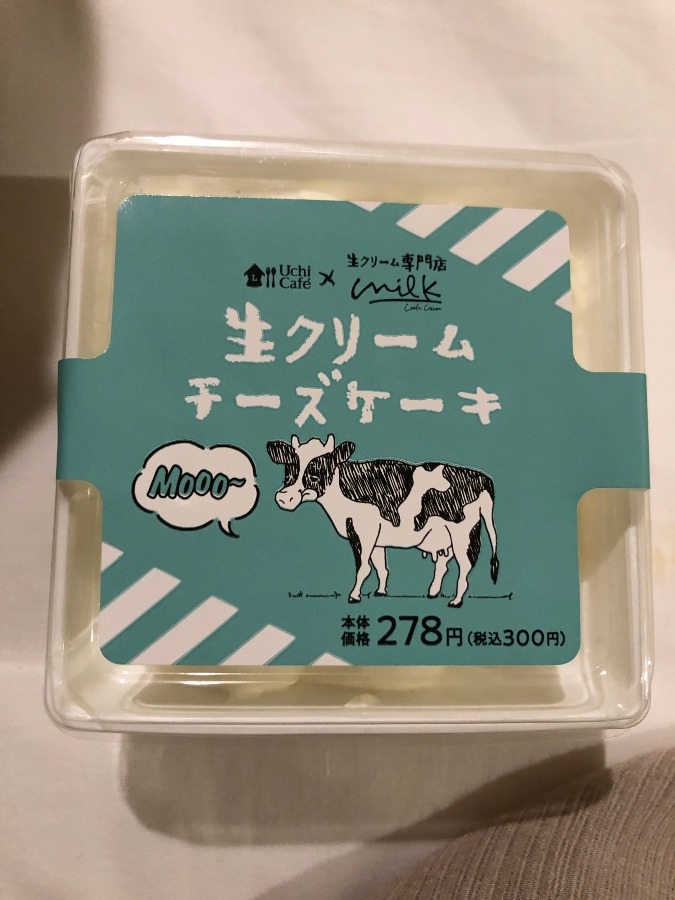 Uchi Café × 生クリーム専門店
milk
生クリーム
チーズケーキ
Mooo~
本体価格 278円(税込300円)